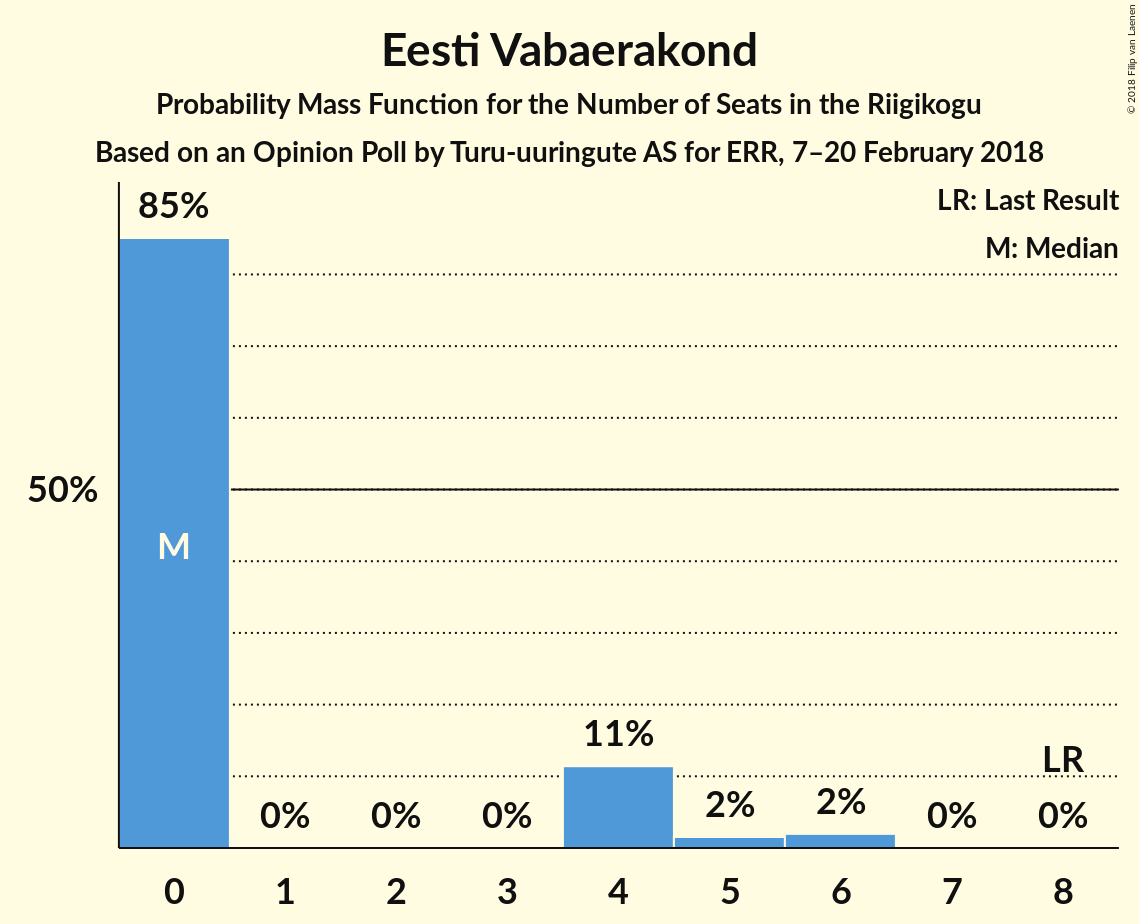 Eesti Vabaerakond
Probability Mass Function for the Number of Seats in the Riigikogu
Based on an Opinion Poll by Turu-uuringute AS for ERR, 7–20 February 2018
© 2018 Filip van Laenen
LR: Last Result
M: Median
85%
50%
M
11%
LR
0%
0%
0%
2%
2%
0%
0%
0 1 2 3 4 5 6 7 8